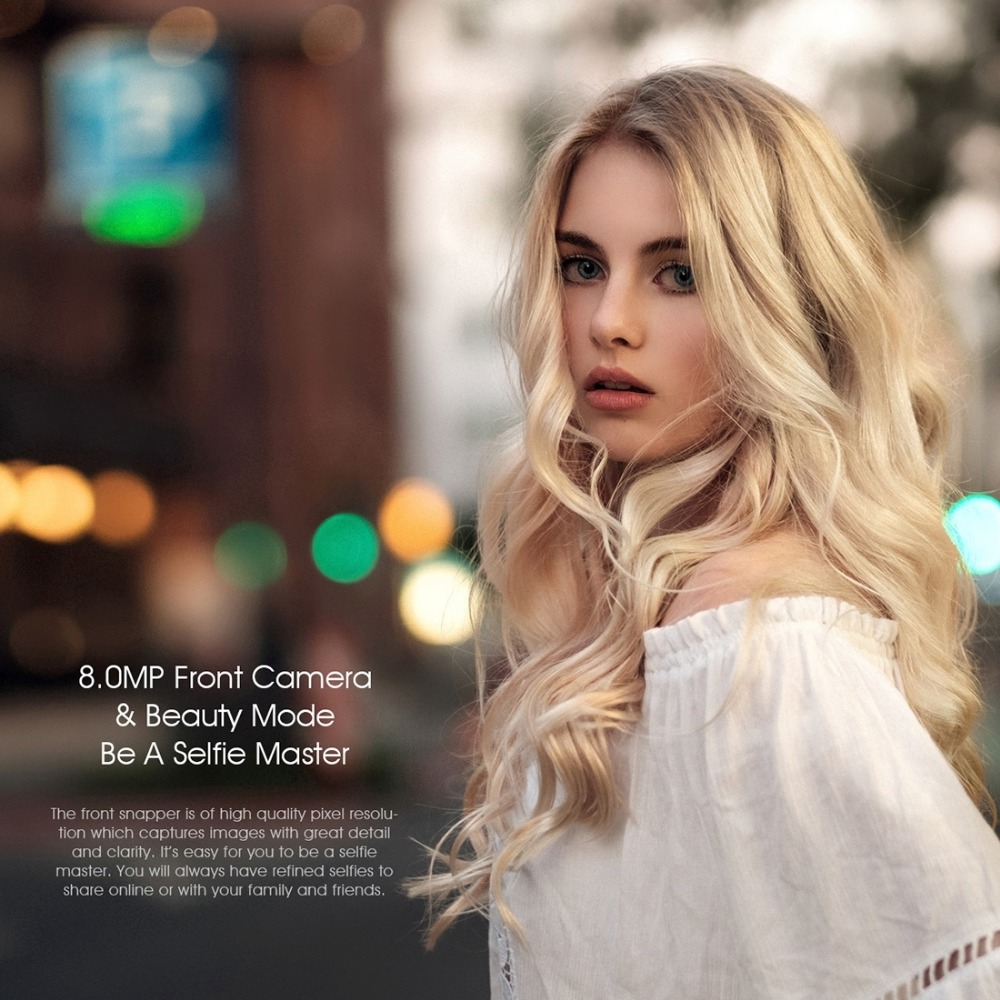 8.0MP Front Camera
& Beauty Mode
Be A Selfie Master
The front snapper is of high quality pixel resolu-
tion which captures images with great detail
and clarity. It's easy for you to be a selfie
master. You will always have refined selfies to
share online or with your family and friends.